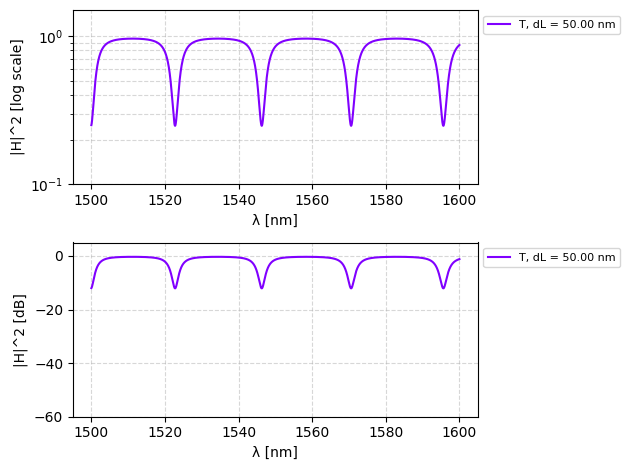 |H|^2 [log scale]
10^0
10^−1
1500 1520 1540 1560 1580 1600
λ [nm]
T, dL = 50.00 nm
|H|^2 [dB]
0
−20
−40
−60
1500 1520 1540 1560 1580 1600
λ [nm]
T, dL = 50.00 nm